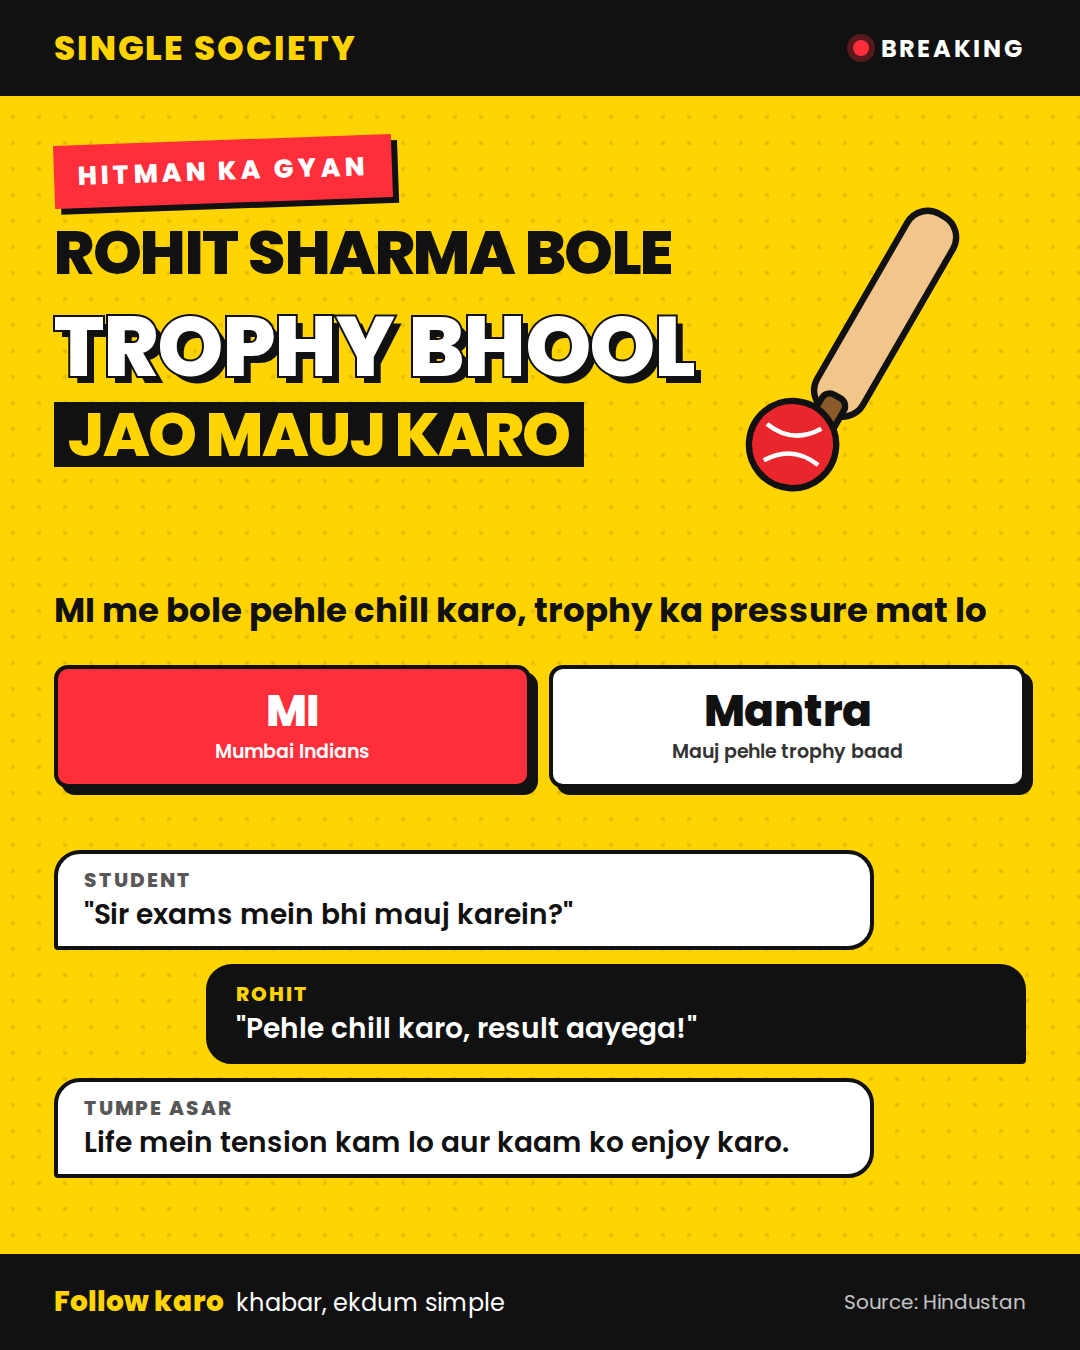 SINGLE SOCIETY
BREAKING
HITMAN KA GYAN
ROHIT SHARMA BOLE
TROPHY BHOOL
JAO MAUJ KARO
MI me bole pehle chill karo, trophy ka pressure mat lo
MI
Mumbai Indians
Mantra
Mauj pehle trophy baad
STUDENT
"Sir exams mein bhi mauj karein?"
ROHIT
"Pehle chill karo, result aayega!"
TUMPE ASAR
Life mein tension kam lo aur kaam ko enjoy karo.
Follow karo khabar, ekdum simple
Source: Hindustan